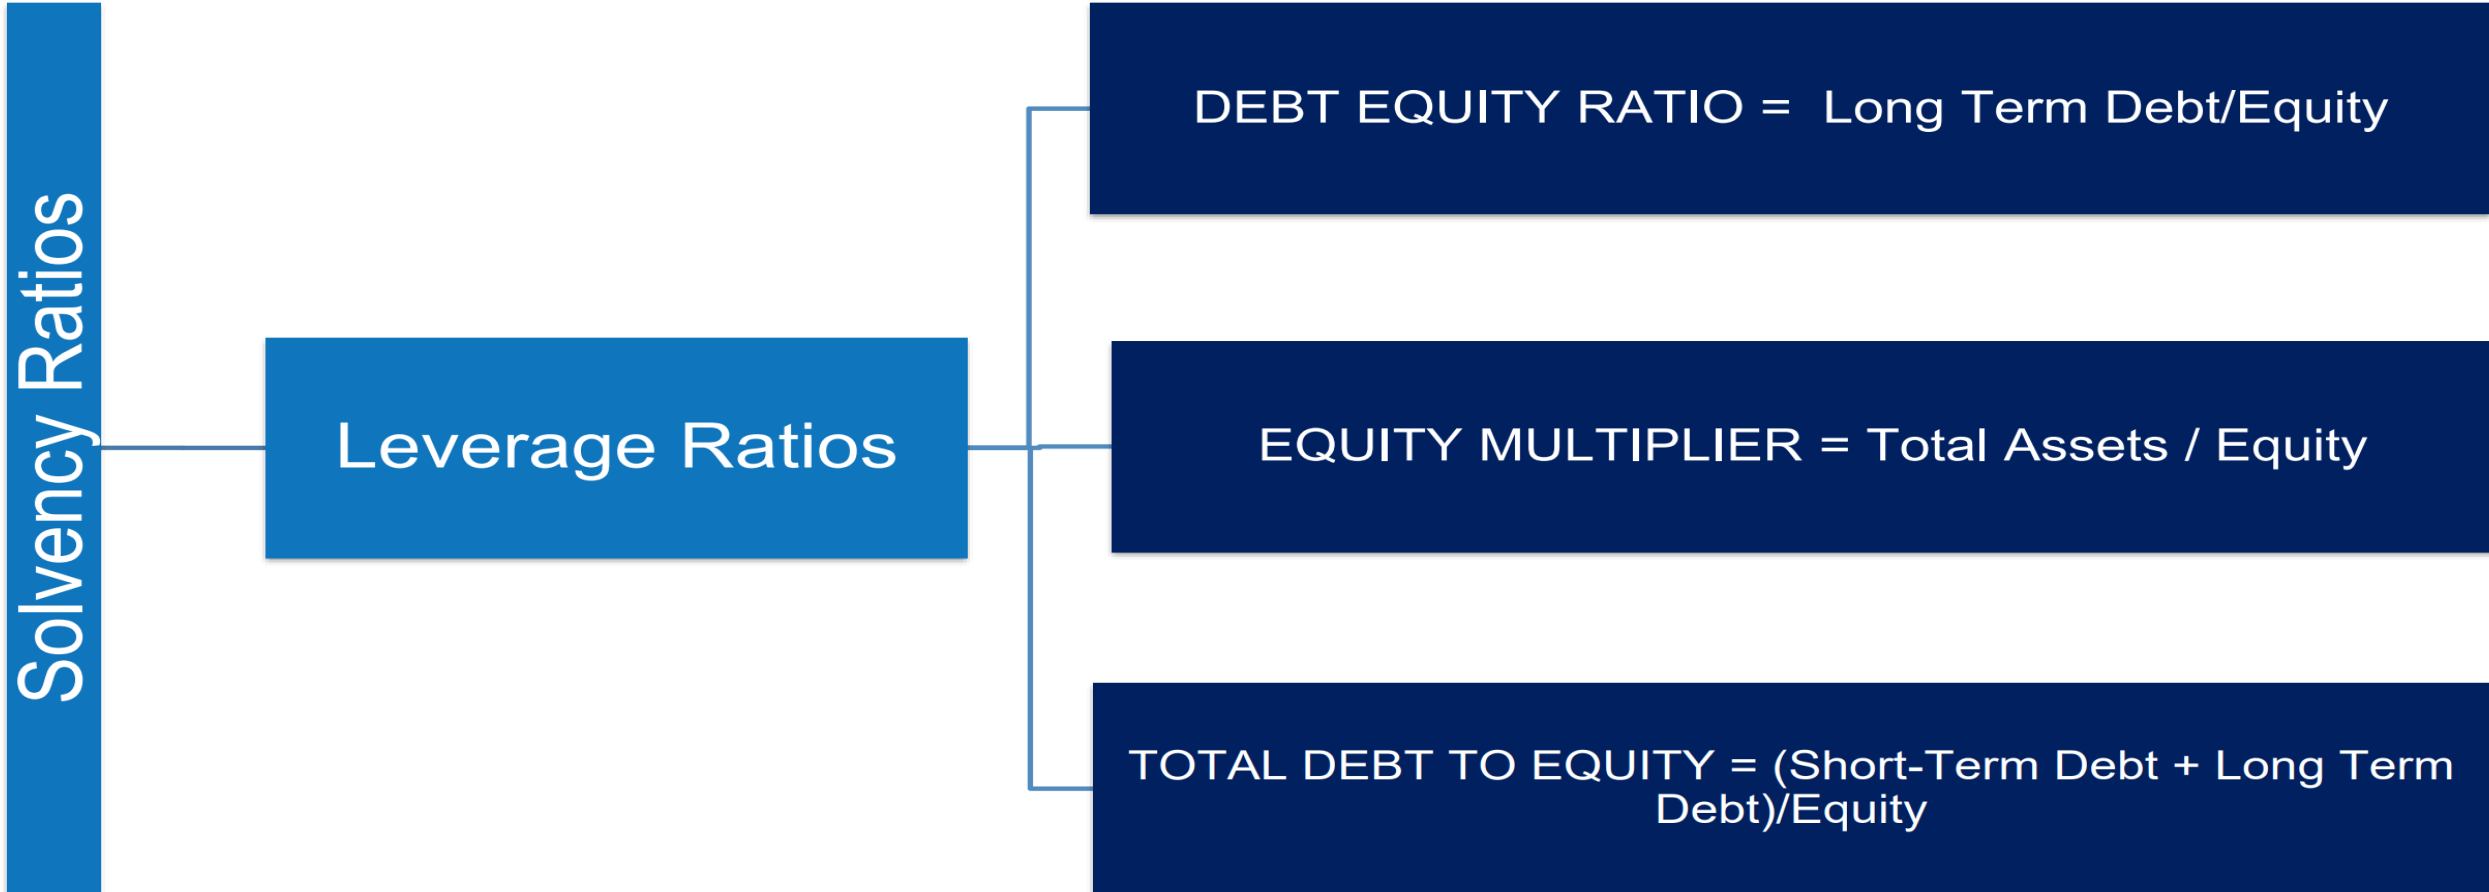 Solvency Ratios
Leverage Ratios
DEBT EQUITY RATIO = Long Term Debt/Equity
EQUITY MULTIPLIER = Total Assets / Equity
TOTAL DEBT TO EQUITY = (Short-Term Debt + Long Term
Debt)/Equity